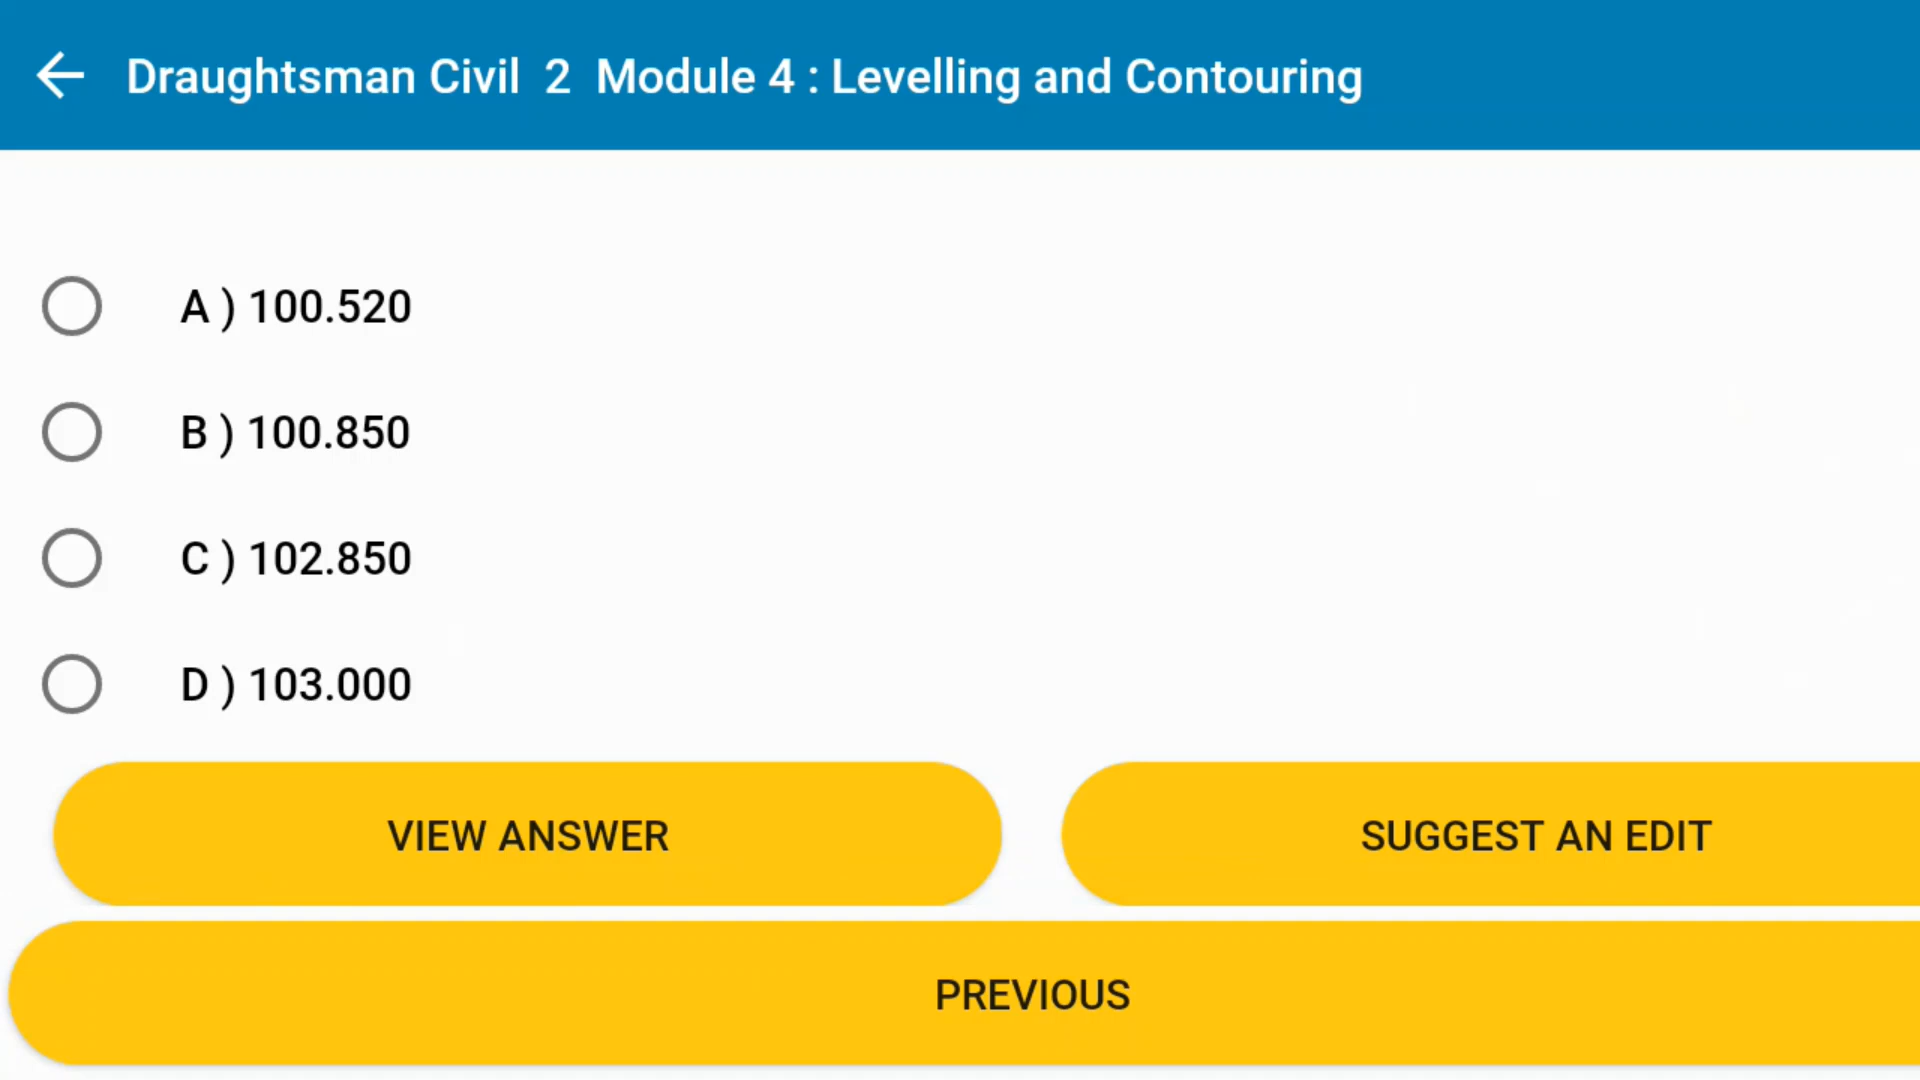 Draughtsman Civil 2 Module 4 : Levelling and Contouring
A ) 100.520
B ) 100.850
C ) 102.850
D ) 103.000
VIEW ANSWER
SUGGEST AN EDIT
PREVIOUS